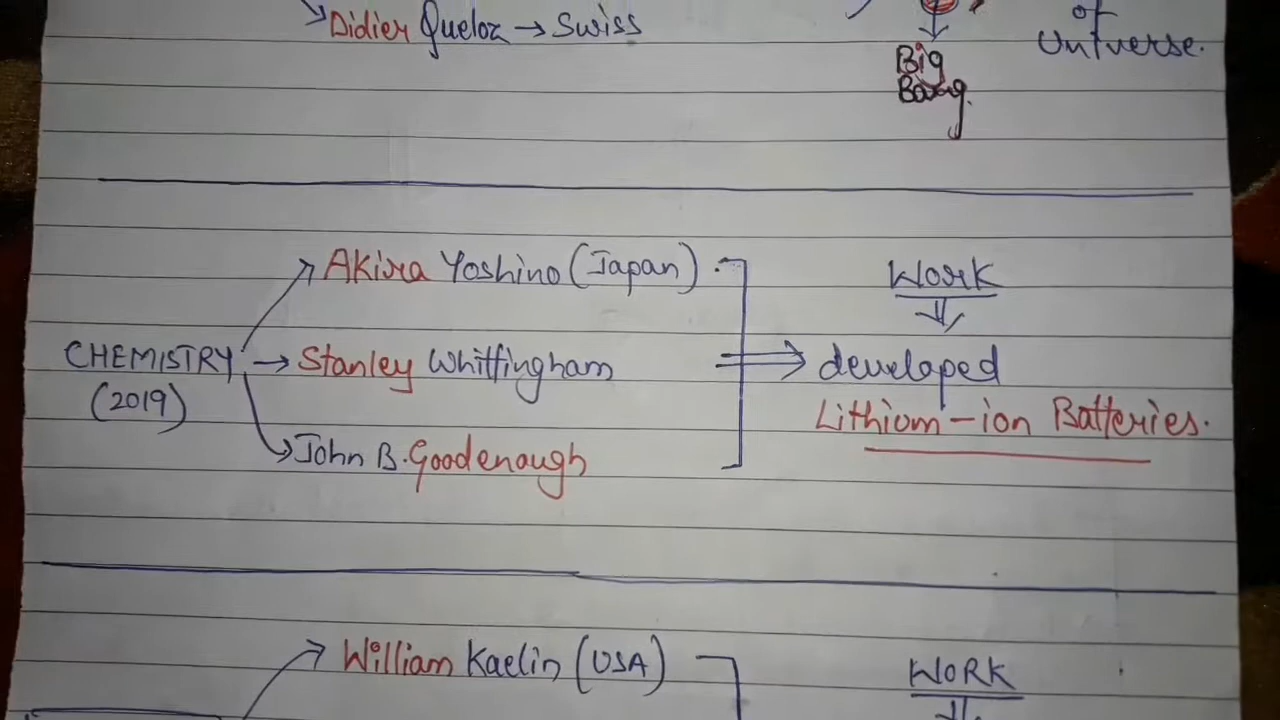 Didier Queloz → Swiss
of
Universe.
Big
Bang.
Akira Yoshino (Japan)
WORK
CHEMISTRY → Stanley Whittingham ⇒ developed
(2019)
Lithium-ion Batteries.
John B. Goodenough
William Kaelin (USA)
WORK